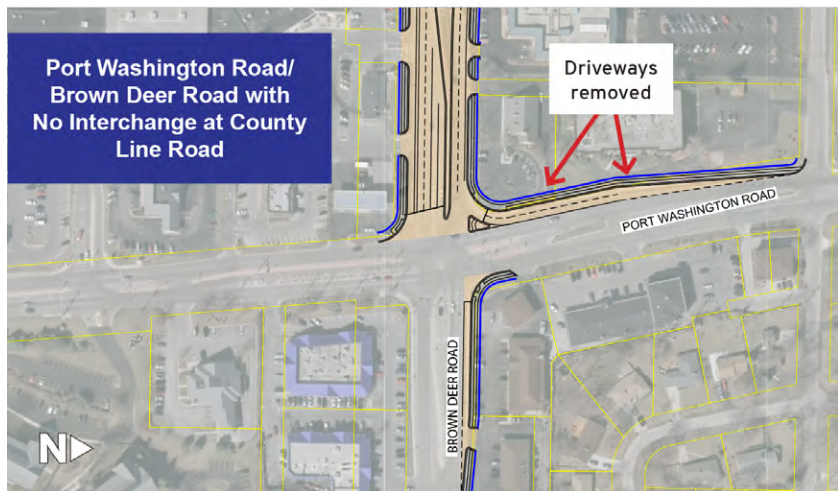 Port Washington Road/
Brown Deer Road with
No Interchange at County
Line Road
Driveways
removed
PORT WASHINGTON ROAD
BROWN DEER ROAD
N